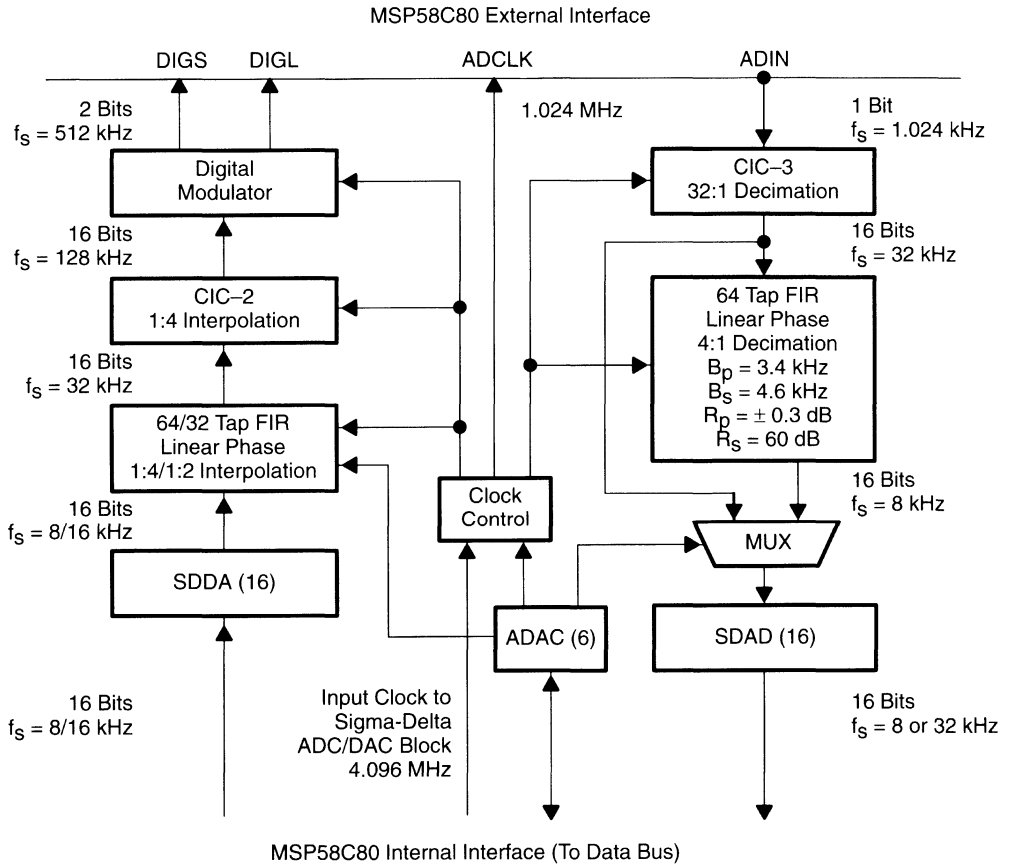 MSP58C80 External Interface
DIGS
DIGL
ADCLK
ADIN
2 Bits
fs = 512 kHz
1.024 MHz
1 Bit
fs = 1.024 kHz
Digital
Modulator
CIC–3
32:1 Decimation
16 Bits
fs = 128 kHz
16 Bits
fs = 32 kHz
CIC–2
1:4 Interpolation
64 Tap FIR
Linear Phase
4:1 Decimation
Bp = 3.4 kHz
Bs = 4.6 kHz
Rp = ± 0.3 dB
Rs = 60 dB
16 Bits
fs = 32 kHz
64/32 Tap FIR
Linear Phase
1:4/1:2 Interpolation
Clock
Control
16 Bits
fs = 8 kHz
16 Bits
fs = 8/16 kHz
MUX
SDDA (16)
ADAC (6)
SDAD (16)
16 Bits
fs = 8/16 kHz
Input Clock to
Sigma-Delta
ADC/DAC Block
4.096 MHz
16 Bits
fs = 8 or 32 kHz
MSP58C80 Internal Interface (To Data Bus)